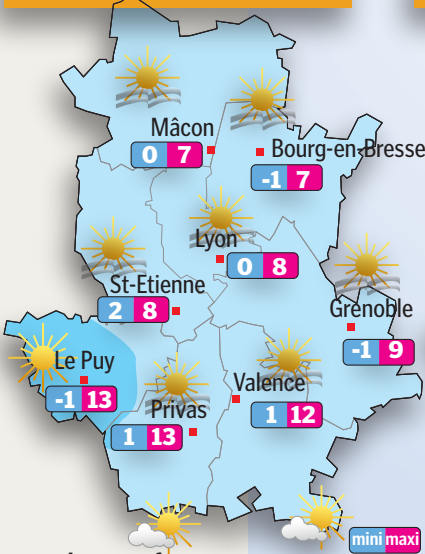 Mâcon
0 7
Bourg-en-Bresse
-1 7
Lyon
0 8
St-Etienne
2 8
Grenoble
-1 9
Le Puy
-1 13
Valence
1 12
Privas
1 13
mini maxi